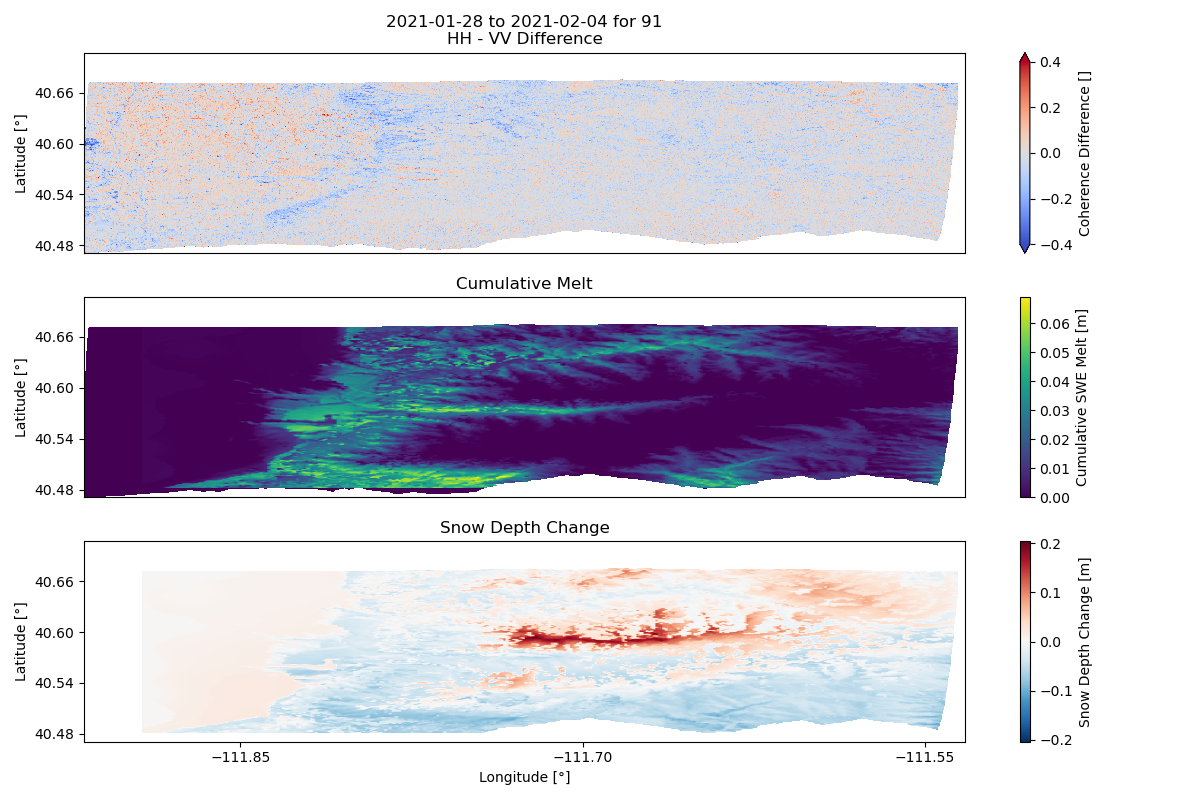 2021-01-28 to 2021-02-04 for 91
HH - VV Difference
40.66
40.60
40.54
40.48
Latitude [°]
0.4
0.2
0.0
−0.2
−0.4
Coherence Difference []
Cumulative Melt
40.66
40.60
40.54
40.48
Latitude [°]
0.06
0.05
0.04
0.03
0.02
0.01
0.00
Cumulative SWE Melt [m]
Snow Depth Change
40.66
40.60
40.54
40.48
Latitude [°]
0.2
0.1
0.0
−0.1
−0.2
Snow Depth Change [m]
−111.85
−111.70
−111.55
Longitude [°]